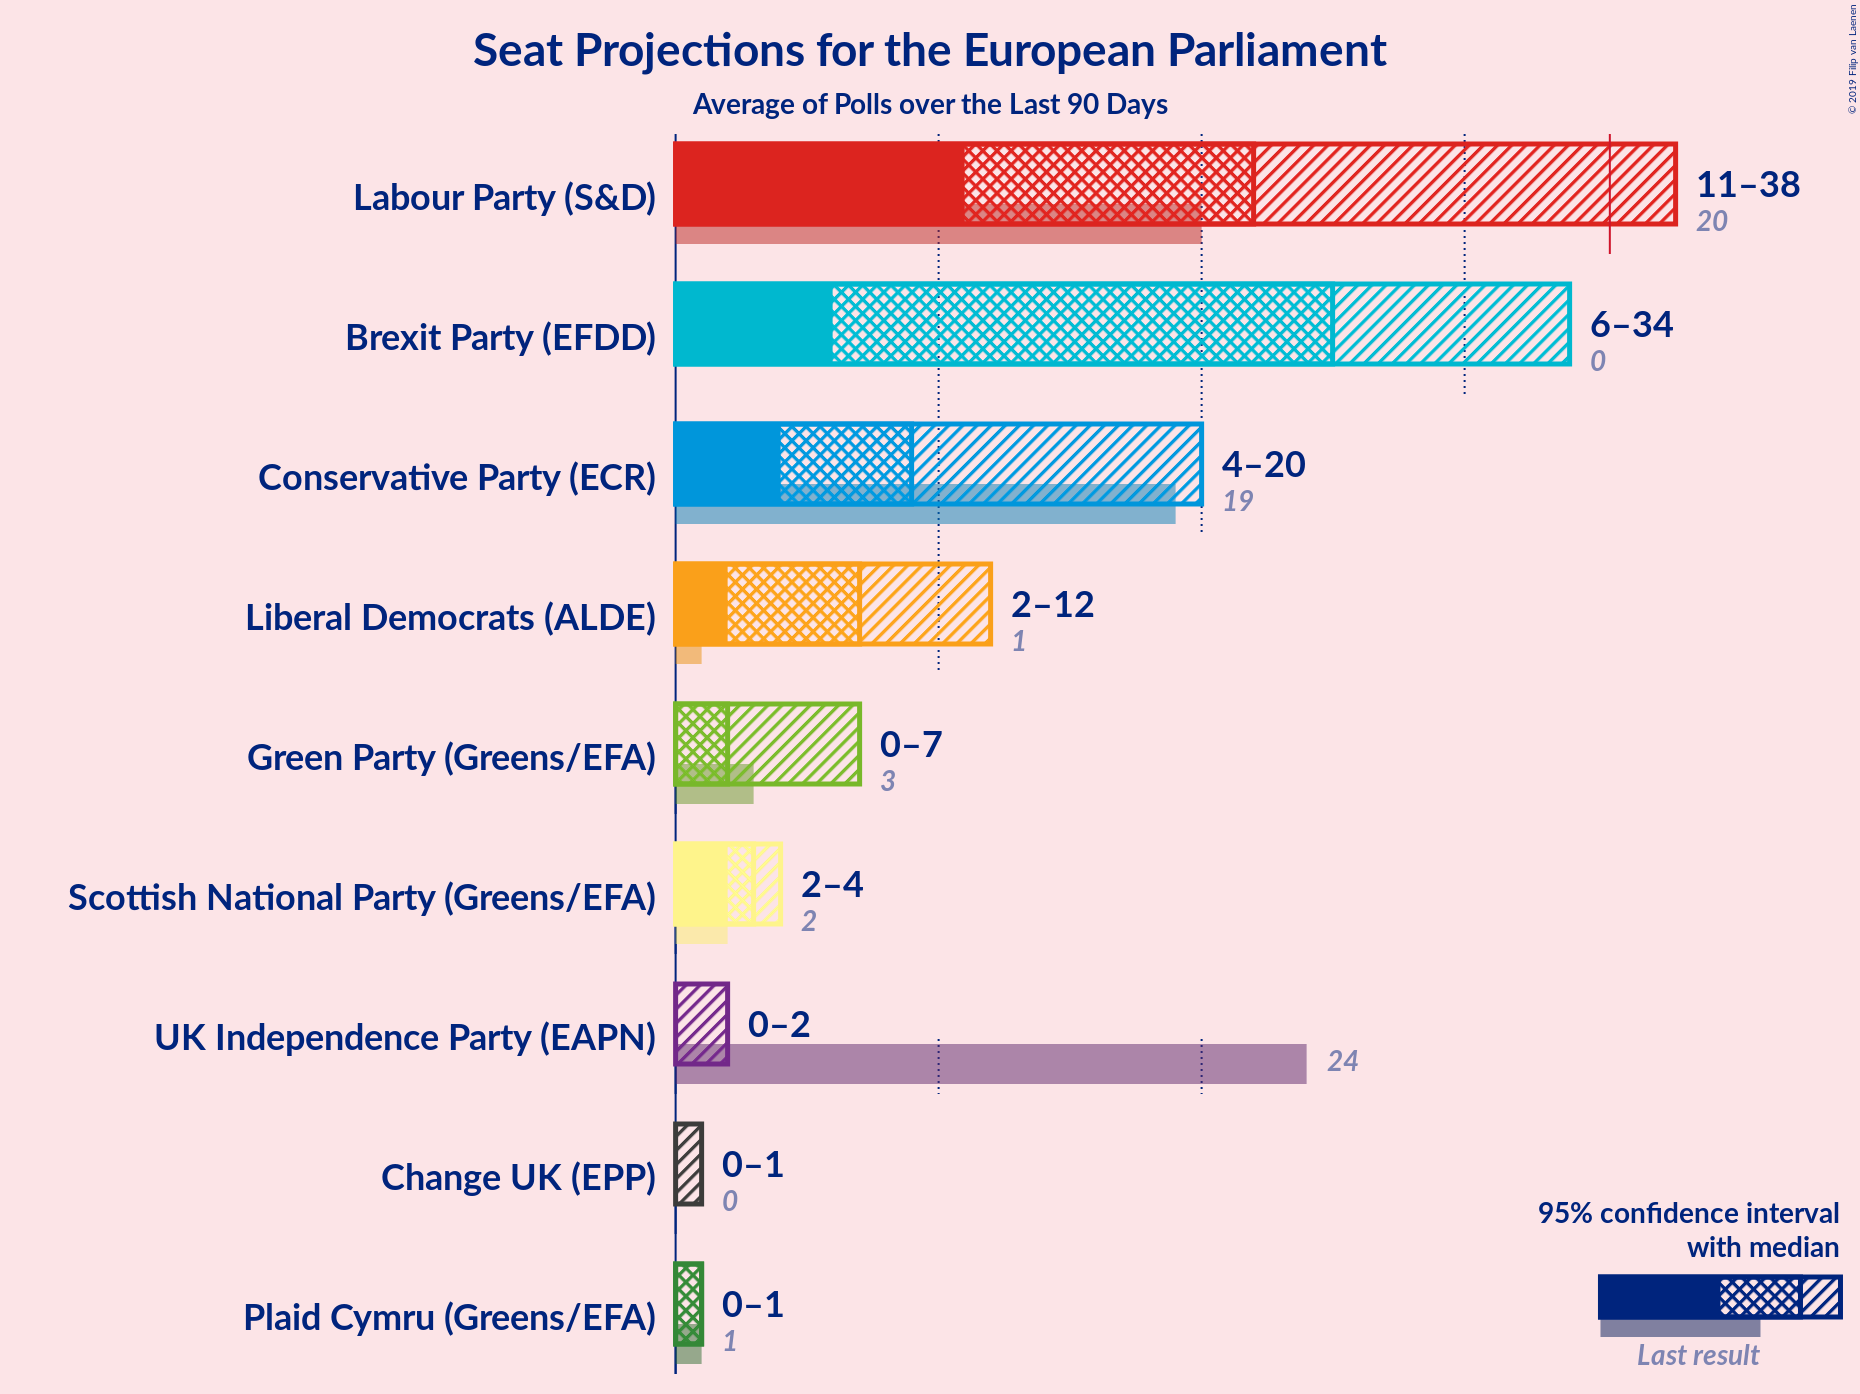 Seat Projections for the European Parliament
Average of Polls over the Last 90 Days
© 2019 Filip van Laenen
Labour Party (S&D)
11–38
20
Brexit Party (EFDD)
6–34
0
Conservative Party (ECR)
4–20
19
Liberal Democrats (ALDE)
2–12
1
Green Party (Greens/EFA)
0–7
3
Scottish National Party (Greens/EFA)
2–4
2
UK Independence Party (EAPN)
0–2
24
Change UK (EPP)
0–1
0
Plaid Cymru (Greens/EFA)
0–1
1
95% confidence interval
with median
Last result